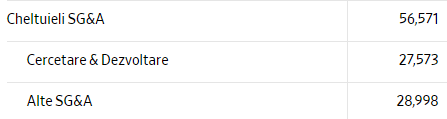 Cheltuieli SG&A 56,571
Cercetare & Dezvoltare 27,573
Alte SG&A 28,998